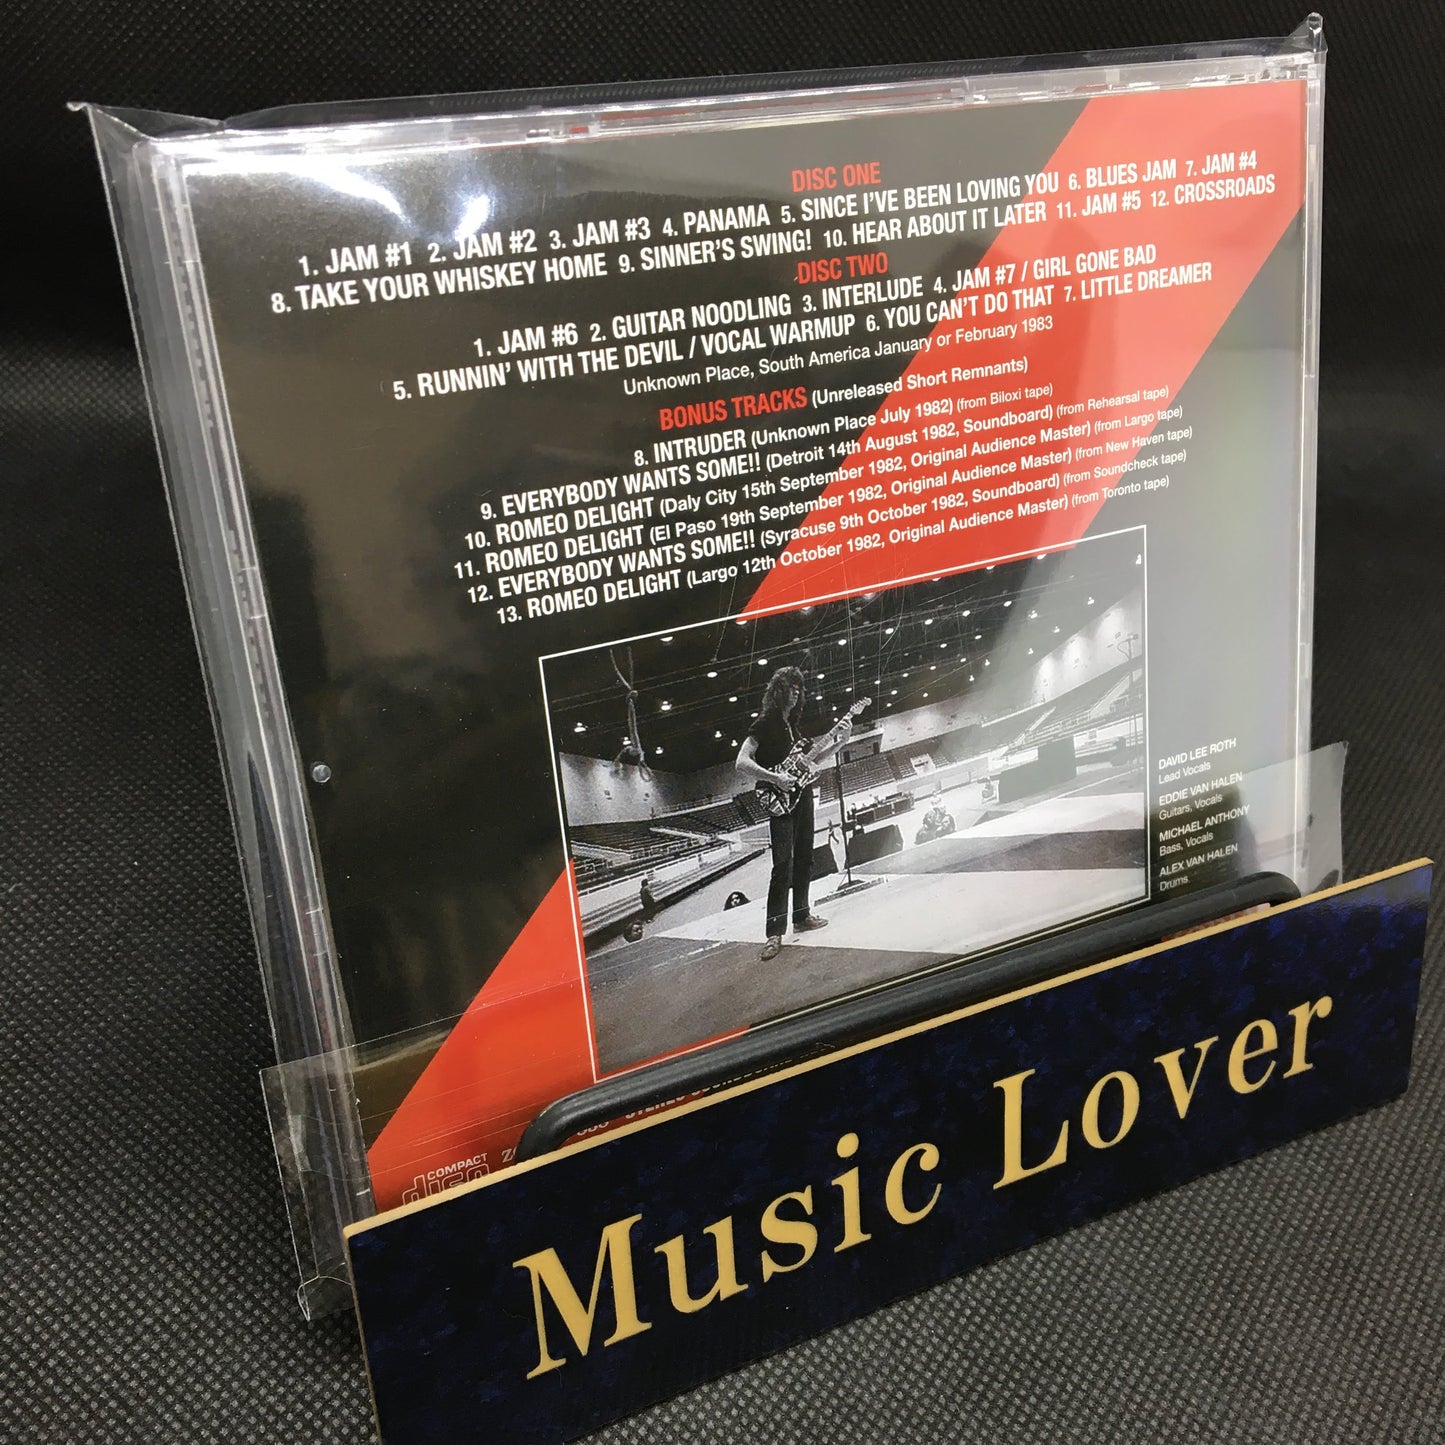 DISC ONE
1. JAM #1 2. JAM #2 3. JAM #3 4. PANAMA 5. SINCE I'VE BEEN LOVING YOU 6. BLUES JAM 7. JAM #4
8. TAKE YOUR WHISKEY HOME 9. SINNER'S SWING! 10. HEAR ABOUT IT LATER 11. JAM #5 12. CROSSROADS
DISC TWO
1. JAM #6 2. GUITAR NOODLING 3. INTERLUDE 4. JAM #7 / GIRL GONE BAD
5. RUNNIN' WITH THE DEVIL / VOCAL WARMUP 6. YOU CAN'T DO THAT 7. LITTLE DREAMER
Unknown Place, South America January or February 1983
BONUS TRACKS (Unreleased Short Remnants)
8. INTRUDER (Unknown Place July 1982) (from Biloxi tape)
9. EVERYBODY WANTS SOME!! (Detroit 14th August 1982, Soundboard) (from Rehearsal tape)
10. ROMEO DELIGHT (Daly City 15th September 1982, Original Audience Master) (from Largo tape)
11. ROMEO DELIGHT (El Paso 19th September 1982, Original Audience Master) (from New Haven tape)
12. EVERYBODY WANTS SOME!! (Syracuse 9th October 1982, Soundboard) (from Soundcheck tape)
13. ROMEO DELIGHT (Largo 12th October 1982, Original Audience Master) (from Toronto tape)
DAVID LEE ROTH
Lead Vocals
EDDIE VAN HALEN
Guitars, Vocals
MICHAEL ANTHONY
Bass, Vocals
ALEX VAN HALEN
Drums
COMPACT
disc
Music Lover